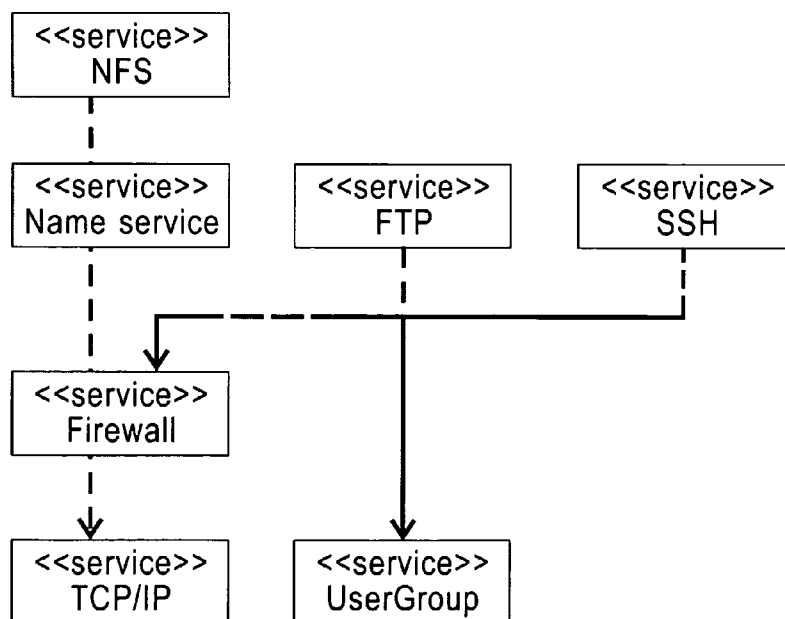 <<service>>
NFS
<<service>>
Name service
<<service>>
FTP
<<service>>
SSH
<<service>>
Firewall
<<service>>
TCP/IP
<<service>>
UserGroup